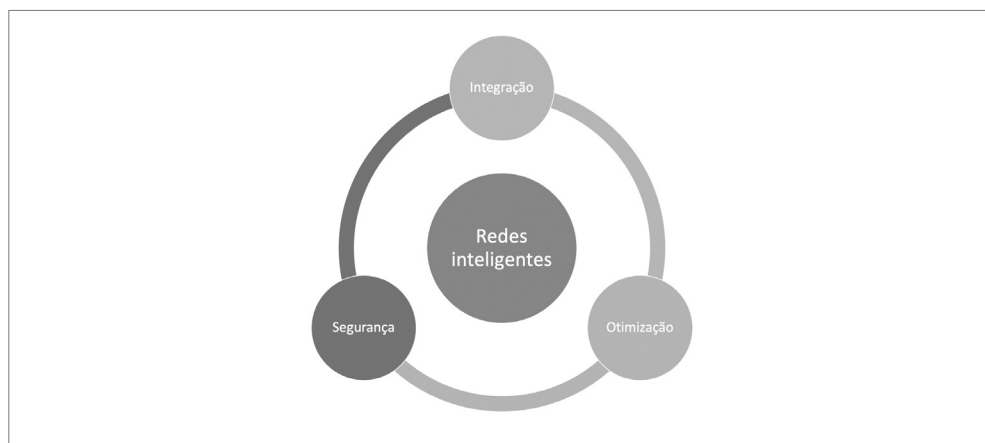 Integração
Redes
inteligentes
Segurança
Otimização